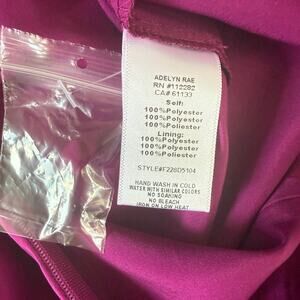 ADELYN RAE
RN #112282
CA# 61133
Self:
100%Polyester
100%Polyester
100%Poliester
Lining:
100%Polyester
100%Polyester
100%Poliester
STYLE#F228D5104
HAND WASH IN COLD
WATER WITH SIMILAR COLORS
NO SOAKING
NO BLEACH
IRON ON LOW HEAT